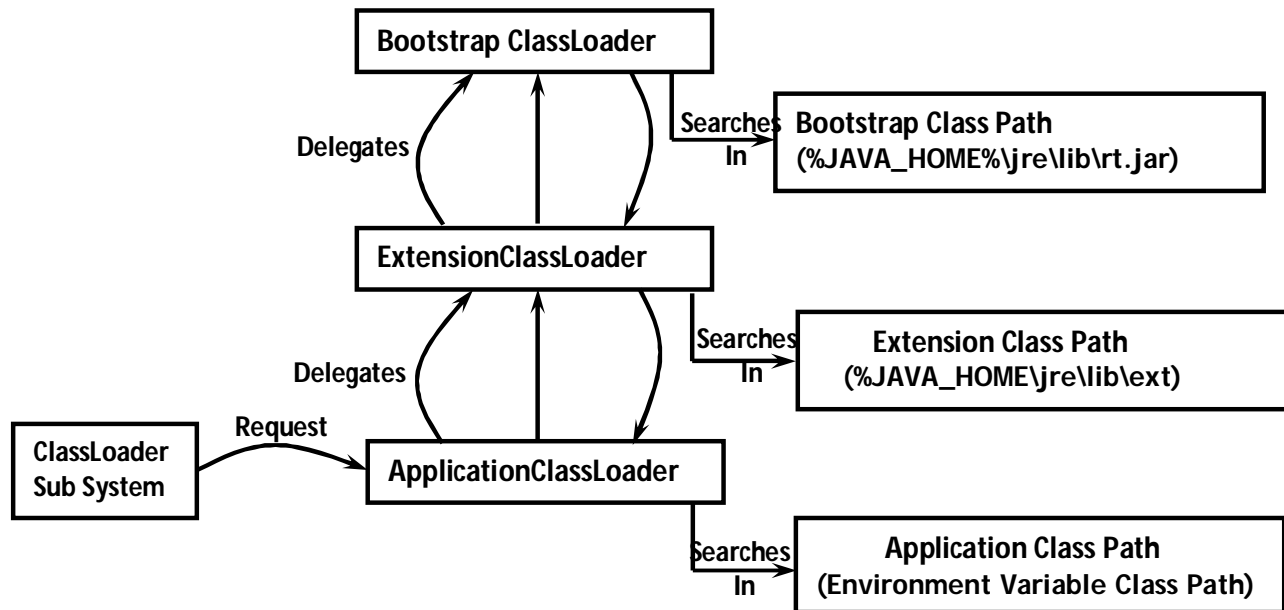 Bootstrap ClassLoader
Delegates
Searches
In
Bootstrap Class Path
(%JAVA_HOME%\jre\lib\rt.jar)
ExtensionClassLoader
Delegates
Searches
In
Extension Class Path
(%JAVA_HOME\jre\lib\ext)
ClassLoader
Sub System
Request
ApplicationClassLoader
Searches
In
Application Class Path
(Environment Variable Class Path)